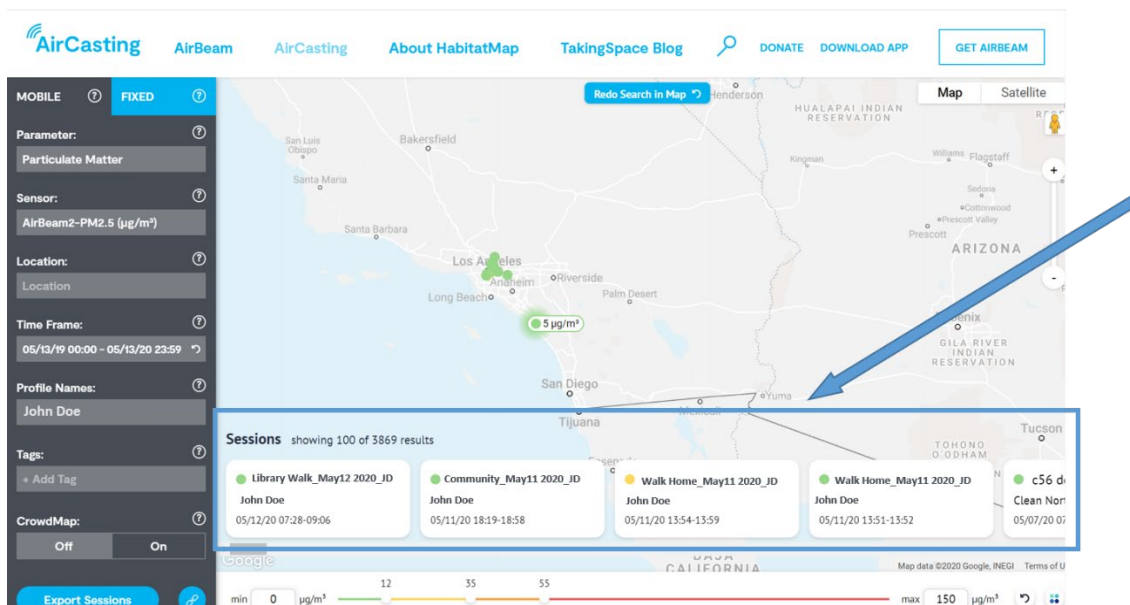 AirCasting
AirBeam
AirCasting
About HabitatMap
TakingSpace Blog
DONATE
DOWNLOAD APP
GET AIRBEAM
MOBILE ? FIXED ?
Parameter: ?
Particulate Matter
Sensor: ?
AirBeam2-PM2.5 (µg/m³)
Location: ?
Location
Time Frame: ?
05/13/19 00:00 - 05/13/20 23:59
Profile Names: ?
John Doe
Tags: ?
+ Add Tag
CrowdMap: ?
Off On
Export Sessions
Redo Search in Map
Map Satellite
Henderson
HUALAPAI INDIAN
RESERVATION
San Luis
Obispo
Bakersfield
Kingman
Williams Flagstaff
+
Santa Maria
Sedona
Cottonwood
Prescott Valley
Santa Barbara
Prescott
ARIZONA
Los Angeles
Anaheim
Riverside
-
Long Beach
Palm Desert
5 µg/m³
GILA RIVER
INDIAN
RESERVATION
San Diego
Yuma
Tijuana
Tucson
Sessions showing 100 of 3869 results
TOHONO
O'ODHAM
Library Walk_May12 2020_JD
John Doe
05/12/20 07:28-09:06
Community_May11 2020_JD
John Doe
05/11/20 18:19-18:58
Walk Home_May11 2020_JD
John Doe
05/11/20 13:54-13:59
Walk Home_May11 2020_JD
John Doe
05/11/20 13:51-13:52
c56
Clean
05/07/20
Google
BAJA
CALIFORNIA
Map data ©2020 Google, INEGI Terms of U
min 0 µg/m³
12 35 55
max 150 µg/m³